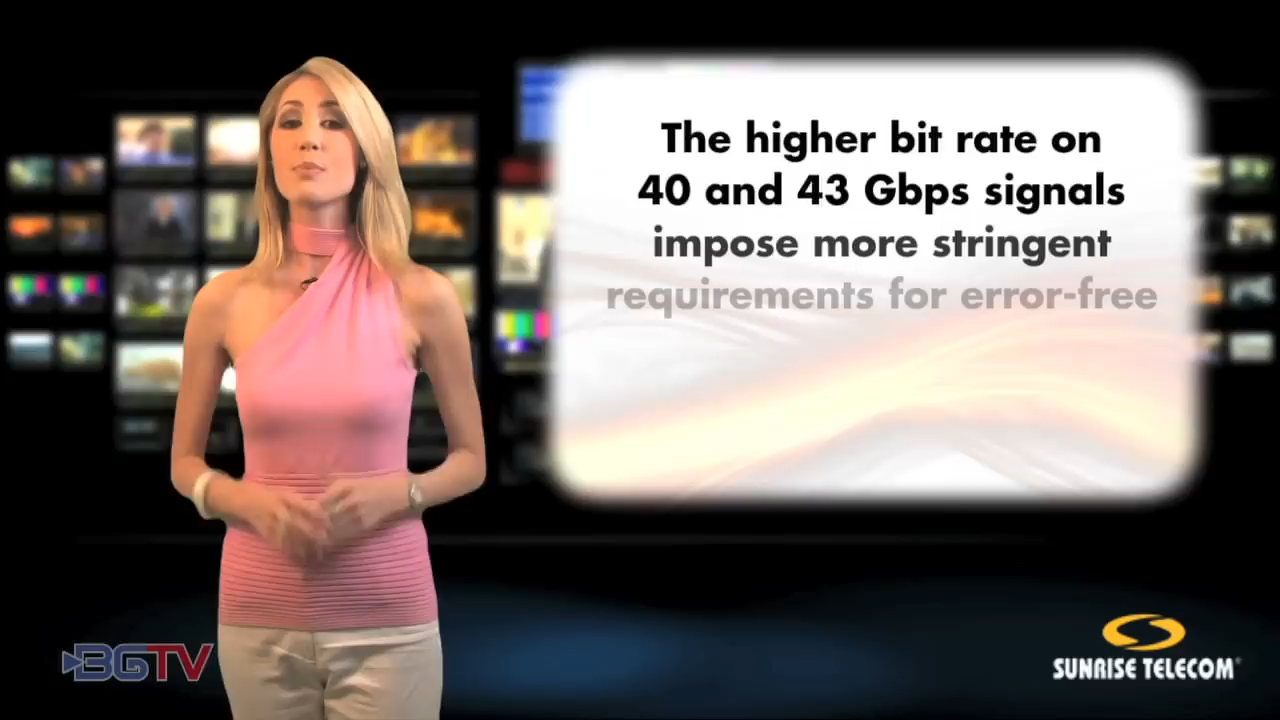 The higher bit rate on
40 and 43 Gbps signals
impose more stringent
requirements for error-free
BGTV
SUNRISE TELECOM